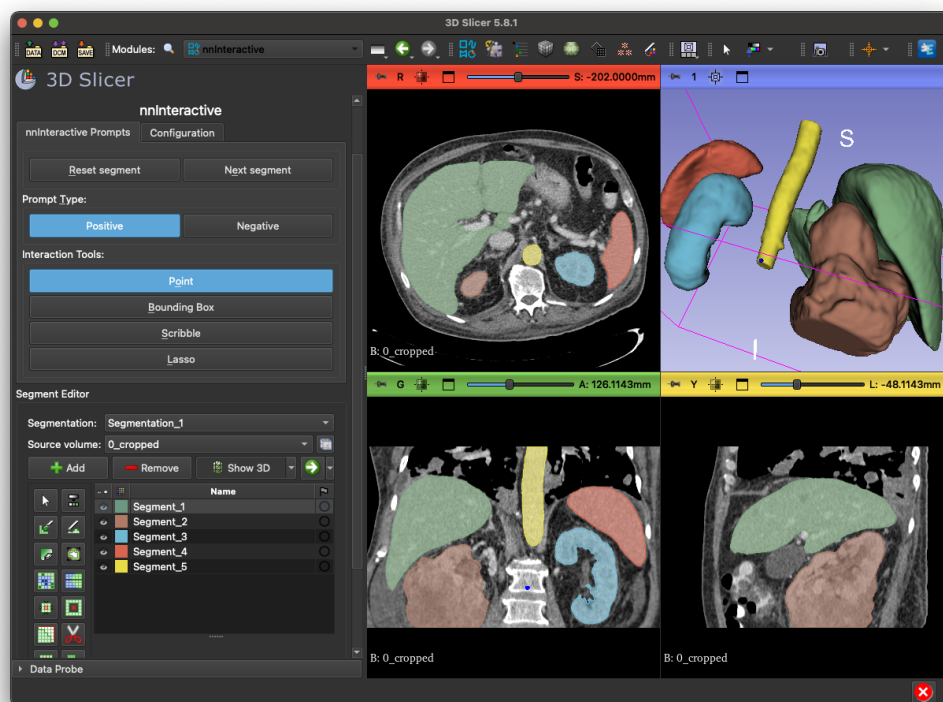 3D Slicer 5.8.1
DATA DCM SAVE Modules: nnInteractive
3D Slicer
nnInteractive
nnInteractive Prompts Configuration
Reset segment Next segment
Prompt Type:
Positive Negative
Interaction Tools:
Point
Bounding Box
Scribble
Lasso
Segment Editor
Segmentation: Segmentation_1
Source volume: 0_cropped
Add Remove Show 3D
Name
Segment_1
Segment_2
Segment_3
Segment_4
Segment_5
Data Probe
R S: -202.0000mm
B: 0_cropped
1
S
I
G A: 126.1143mm
B: 0_cropped
Y L: -48.1143mm
B: 0_cropped